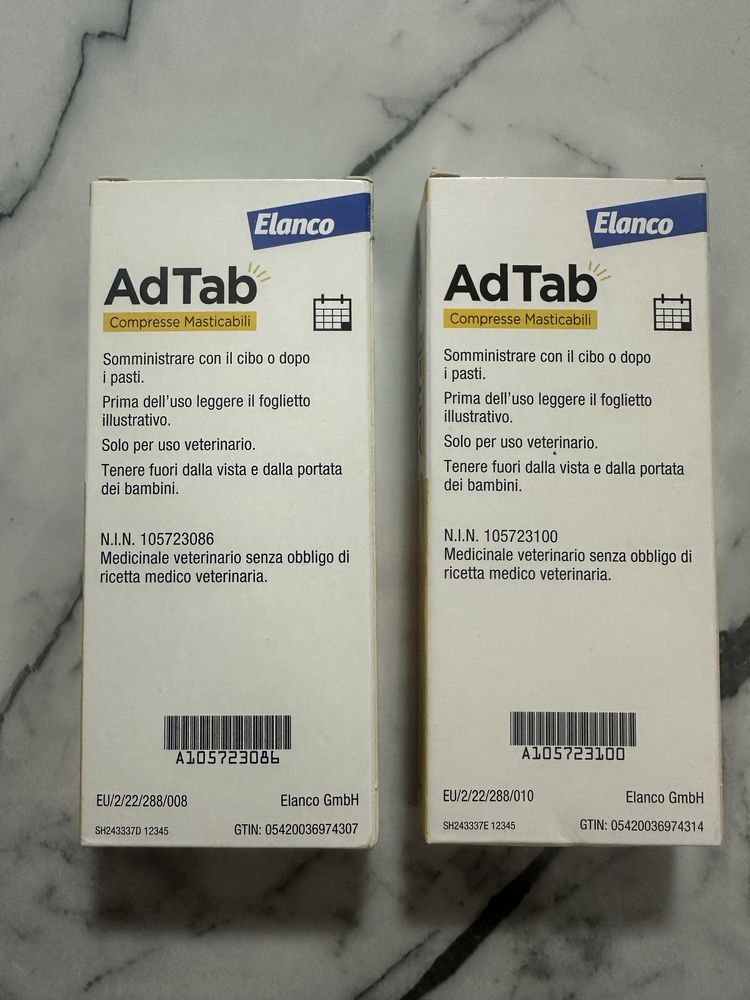 Elanco
AdTab
Compresse Masticabili
Somministrare con il cibo o dopo
i pasti.
Prima dell'uso leggere il foglietto
illustrativo.
Solo per uso veterinario.
Tenere fuori dalla vista e dalla portata
dei bambini.
N.I.N. 105723086
Medicinale veterinario senza obbligo di
ricetta medico veterinaria.
A105723086
EU/2/22/288/008 Elanco GmbH
SH243337D 12345 GTIN: 05420036974307
Elanco
AdTab
Compresse Masticabili
Somministrare con il cibo o dopo
i pasti.
Prima dell'uso leggere il foglietto
illustrativo.
Solo per uso veterinario.
Tenere fuori dalla vista e dalla portata
dei bambini.
N.I.N. 105723100
Medicinale veterinario senza obbligo di
ricetta medico veterinaria.
A105723100
EU/2/22/288/010 Elanco GmbH
SH243337E 12345 GTIN: 05420036974314